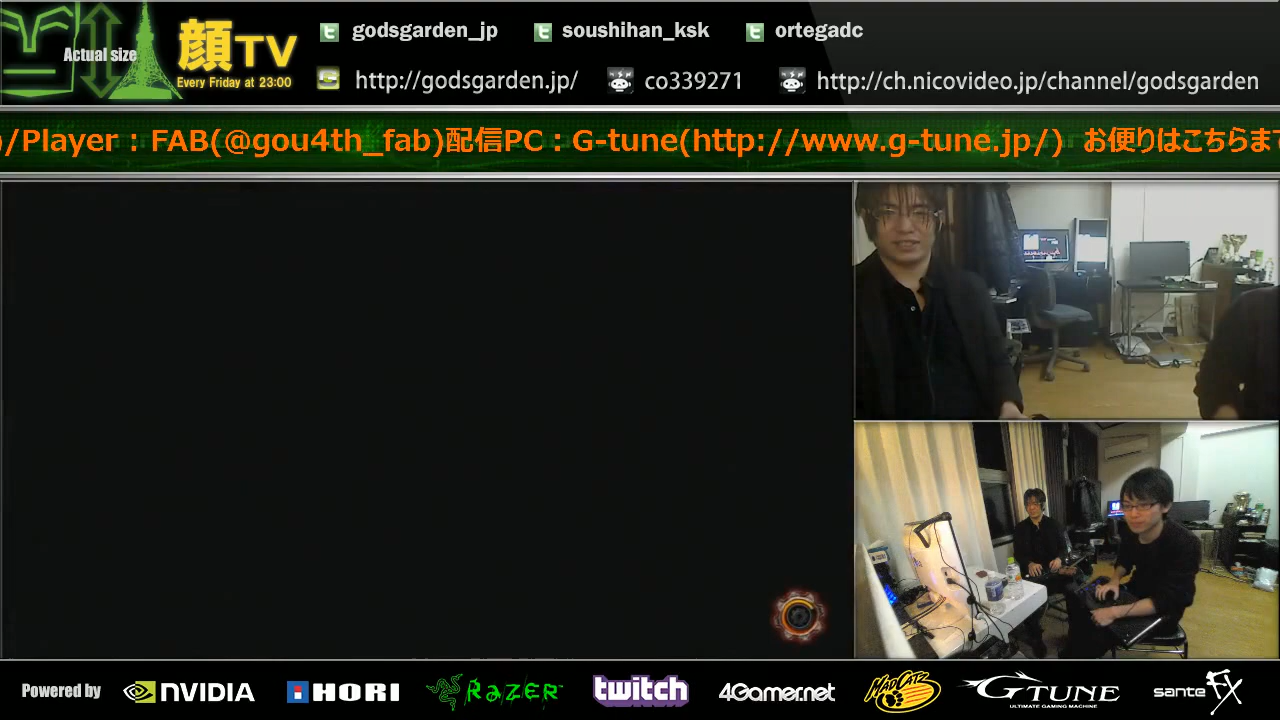 Actual size
顔TV
Every Friday at 23:00
godsgarden_jp soushihan_ksk ortegadc
http://godsgarden.jp/ co339271 http://ch.nicovideo.jp/channel/godsgarden
/Player：FAB(@gou4th_fab)配信PC：G-tune(http://www.g-tune.jp/) お便りはこちらま
Powered by NVIDIA HORI RAZER twitch 4Gamer.net MAD CATZ G TUNE sante FX
ULTIMATE GAMING MACHINE